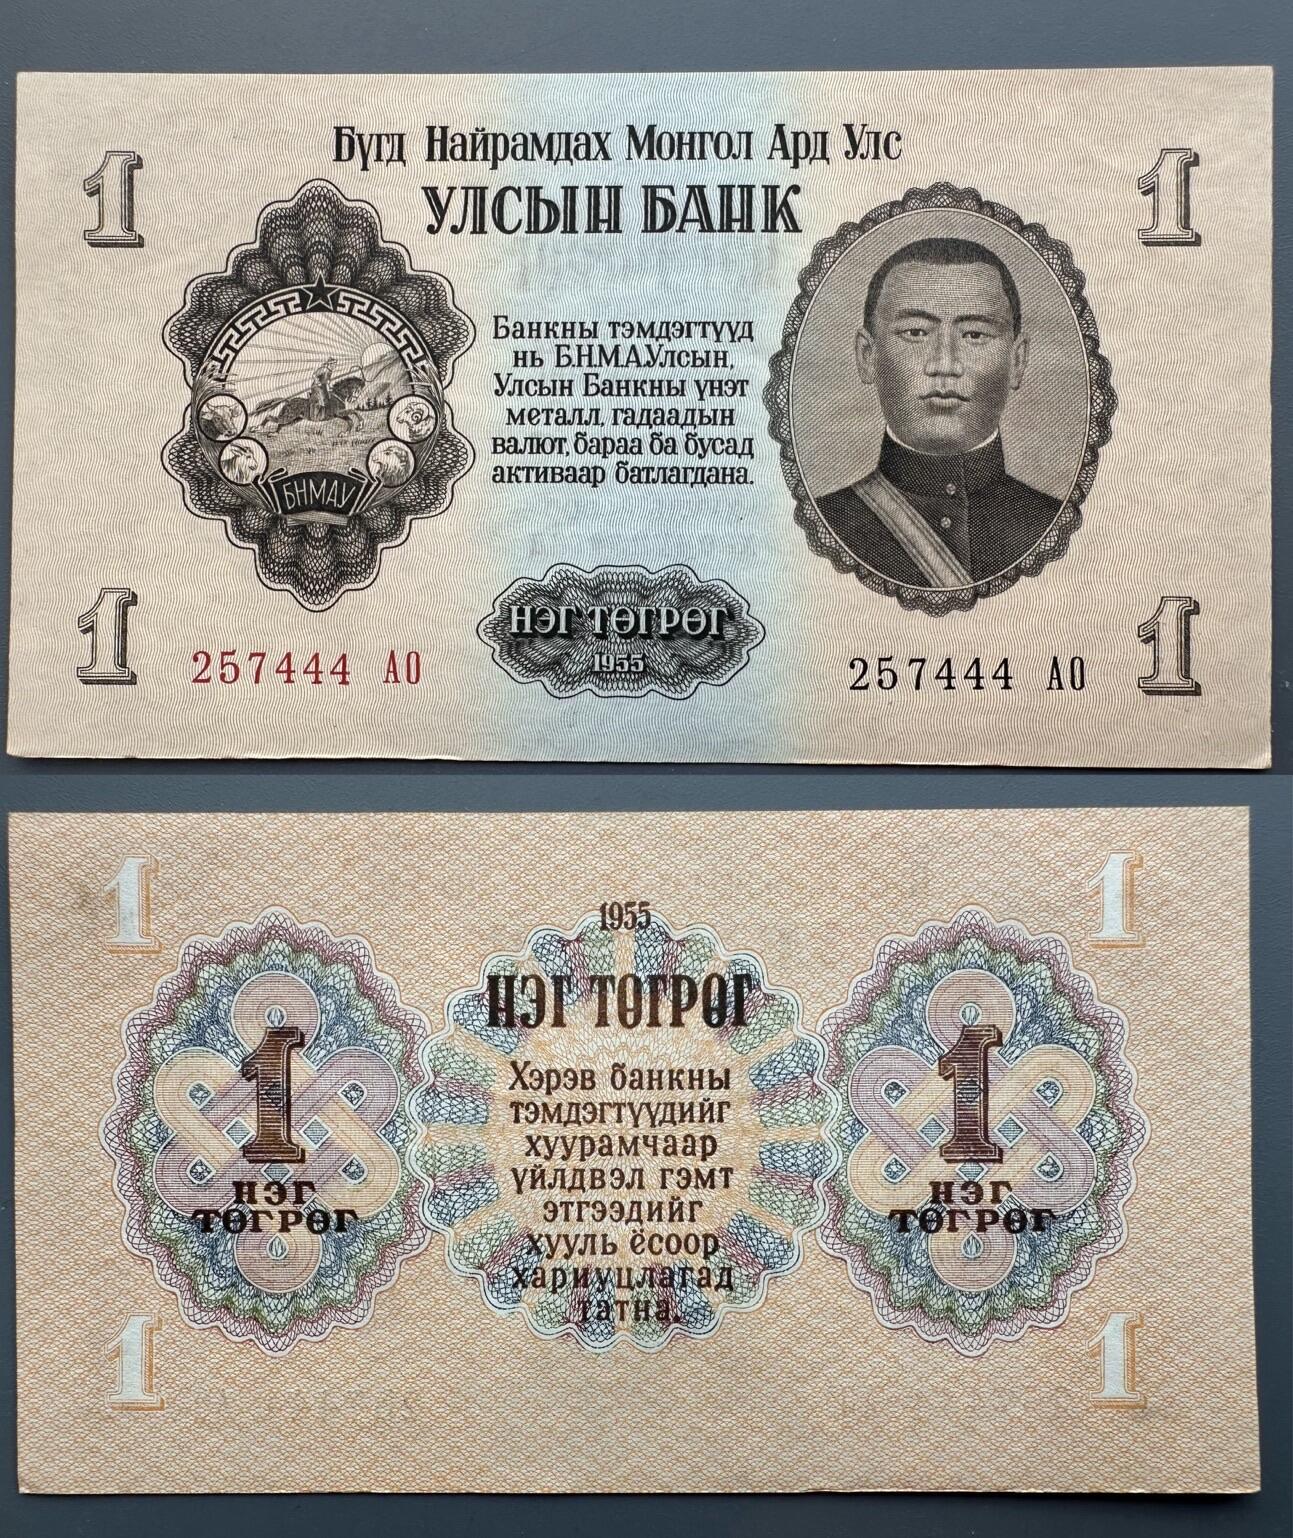 Бүгд Найрамдах Монгол Ард Улс
УЛСЫН БАНК
1
1
Банкны тэмдэгтүүд
нь Б.Н.М.А.Улсын,
Улсын Банкны үнэт
металл, гадаадын
валют, бараа ба бусад
активаар батлагдана.
БНМАУ
НЭГ ТӨГРӨГ
1955
1
257444 АО
257444 АО
1
1
1
1955
НЭГ ТӨГРӨГ
Хэрэв банкны
тэмдэгтүүдийг
хуурамчаар
үйлдвэл гэмт
этгээдийг
хууль ёсоор
хариуцлагад
татна.
1
НЭГ
ТӨГРӨГ
1
НЭГ
ТӨГРӨГ
1
1